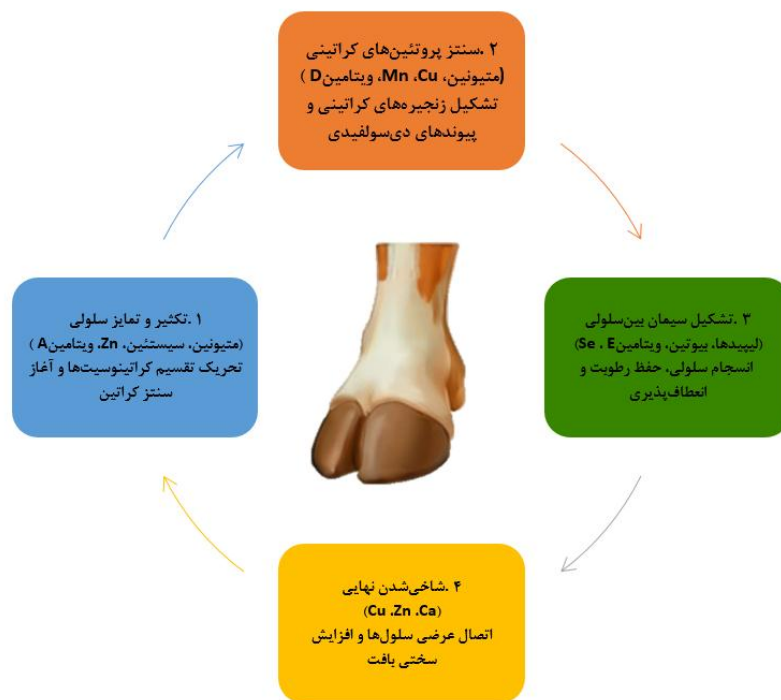 ۱ .تکثیر و تمایز سلولی
(متیونین، سیستئین، Zn، ویتامینA )
تحریک تقسیم کراتینوسیت‌ها و آغاز
سنتز کراتین
۲ .سنتز پروتئین‌های کراتینی
(متیونین، Mn ،Cu، ویتامینD )
تشکیل زنجیره‌های کراتینی و
پیوندهای دی‌سولفیدی
۳ .تشکیل سیمان بین‌سلولی
(لیپیدها، بیوتین، ویتامینSe ، E)
انسجام سلولی، حفظ رطوبت و
انعطاف‌پذیری
۴ .شاخی‌شدن نهایی
(Cu ،Zn ،Ca)
اتصال عرضی سلول‌ها و افزایش
سختی بافت